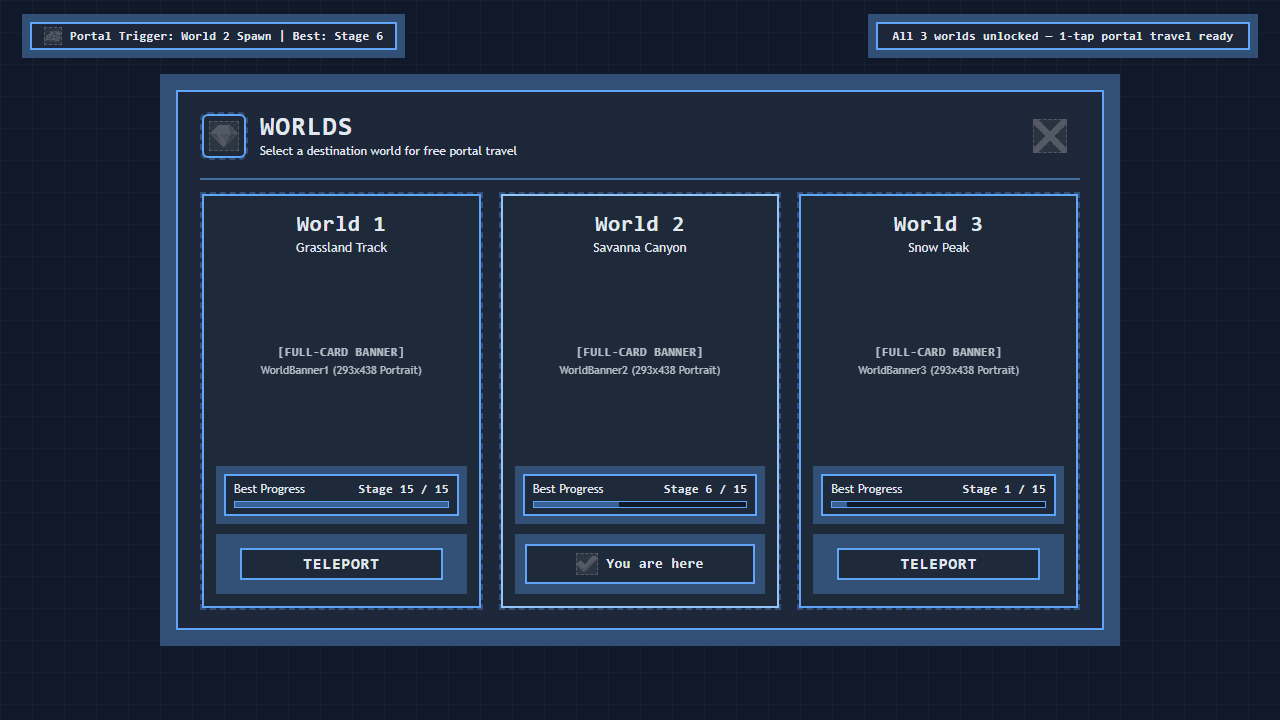 Portal Trigger: World 2 Spawn | Best: Stage 6
All 3 worlds unlocked — 1-tap portal travel ready
WORLDS
Select a destination world for free portal travel
World 1
Grassland Track
[FULL-CARD BANNER]
WorldBanner1 (293x438 Portrait)
Best Progress Stage 15 / 15
TELEPORT
World 2
Savanna Canyon
[FULL-CARD BANNER]
WorldBanner2 (293x438 Portrait)
Best Progress Stage 6 / 15
You are here
World 3
Snow Peak
[FULL-CARD BANNER]
WorldBanner3 (293x438 Portrait)
Best Progress Stage 1 / 15
TELEPORT